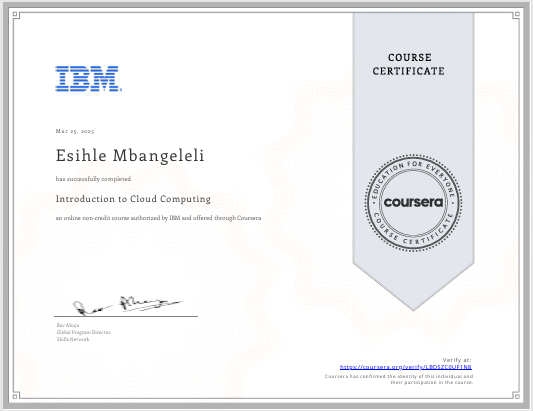 IBM
COURSE
CERTIFICATE
Mar 25, 2025
Esihle Mbangeleli
has successfully completed
Introduction to Cloud Computing
an online non-credit course authorized by IBM and offered through Coursera
EDUCATION FOR EVERYONE
coursera
COURSE CERTIFICATE
Rav Ahuja
Global Program Director,
Skills Network
Verify at:
https://coursera.org/verify/
Coursera has confirmed the identity of this individual and
their participation in the course.